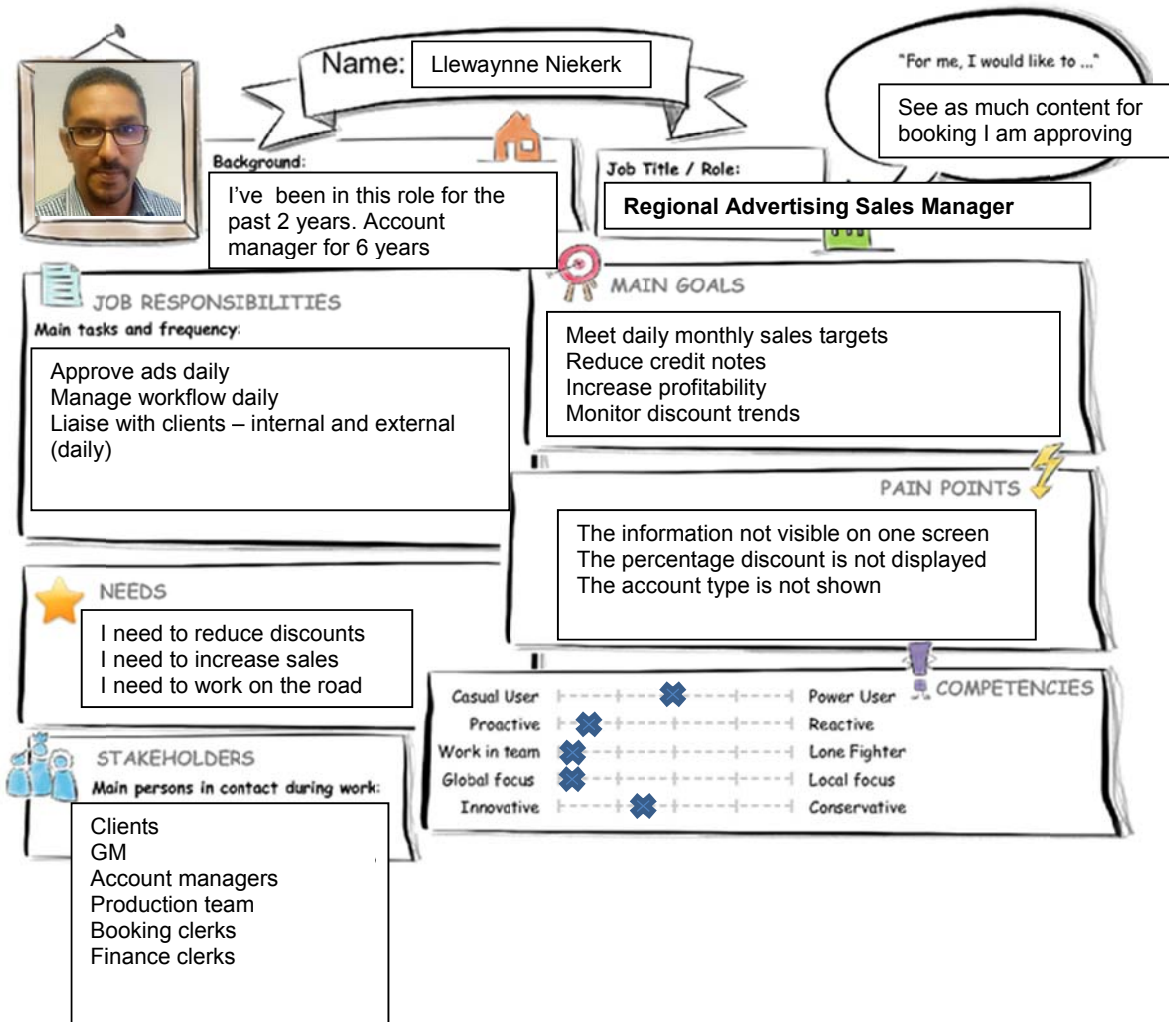 Name: Llewaynne Niekerk
"For me, I would like to ..."
See as much content for
booking I am approving
Background:
I've been in this role for the
past 2 years. Account
manager for 6 years
Job Title / Role:
Regional Advertising Sales Manager
JOB RESPONSIBILITIES
Main tasks and frequency:
Approve ads daily
Manage workflow daily
Liaise with clients – internal and external
(daily)
MAIN GOALS
Meet daily monthly sales targets
Reduce credit notes
Increase profitability
Monitor discount trends
PAIN POINTS
The information not visible on one screen
The percentage discount is not displayed
The account type is not shown
NEEDS
I need to reduce discounts
I need to increase sales
I need to work on the road
COMPETENCIES
Casual User Power User
Proactive Reactive
Work in team Lone Fighter
Global focus Local focus
Innovative Conservative
STAKEHOLDERS
Main persons in contact during work:
Clients
GM
Account managers
Production team
Booking clerks
Finance clerks